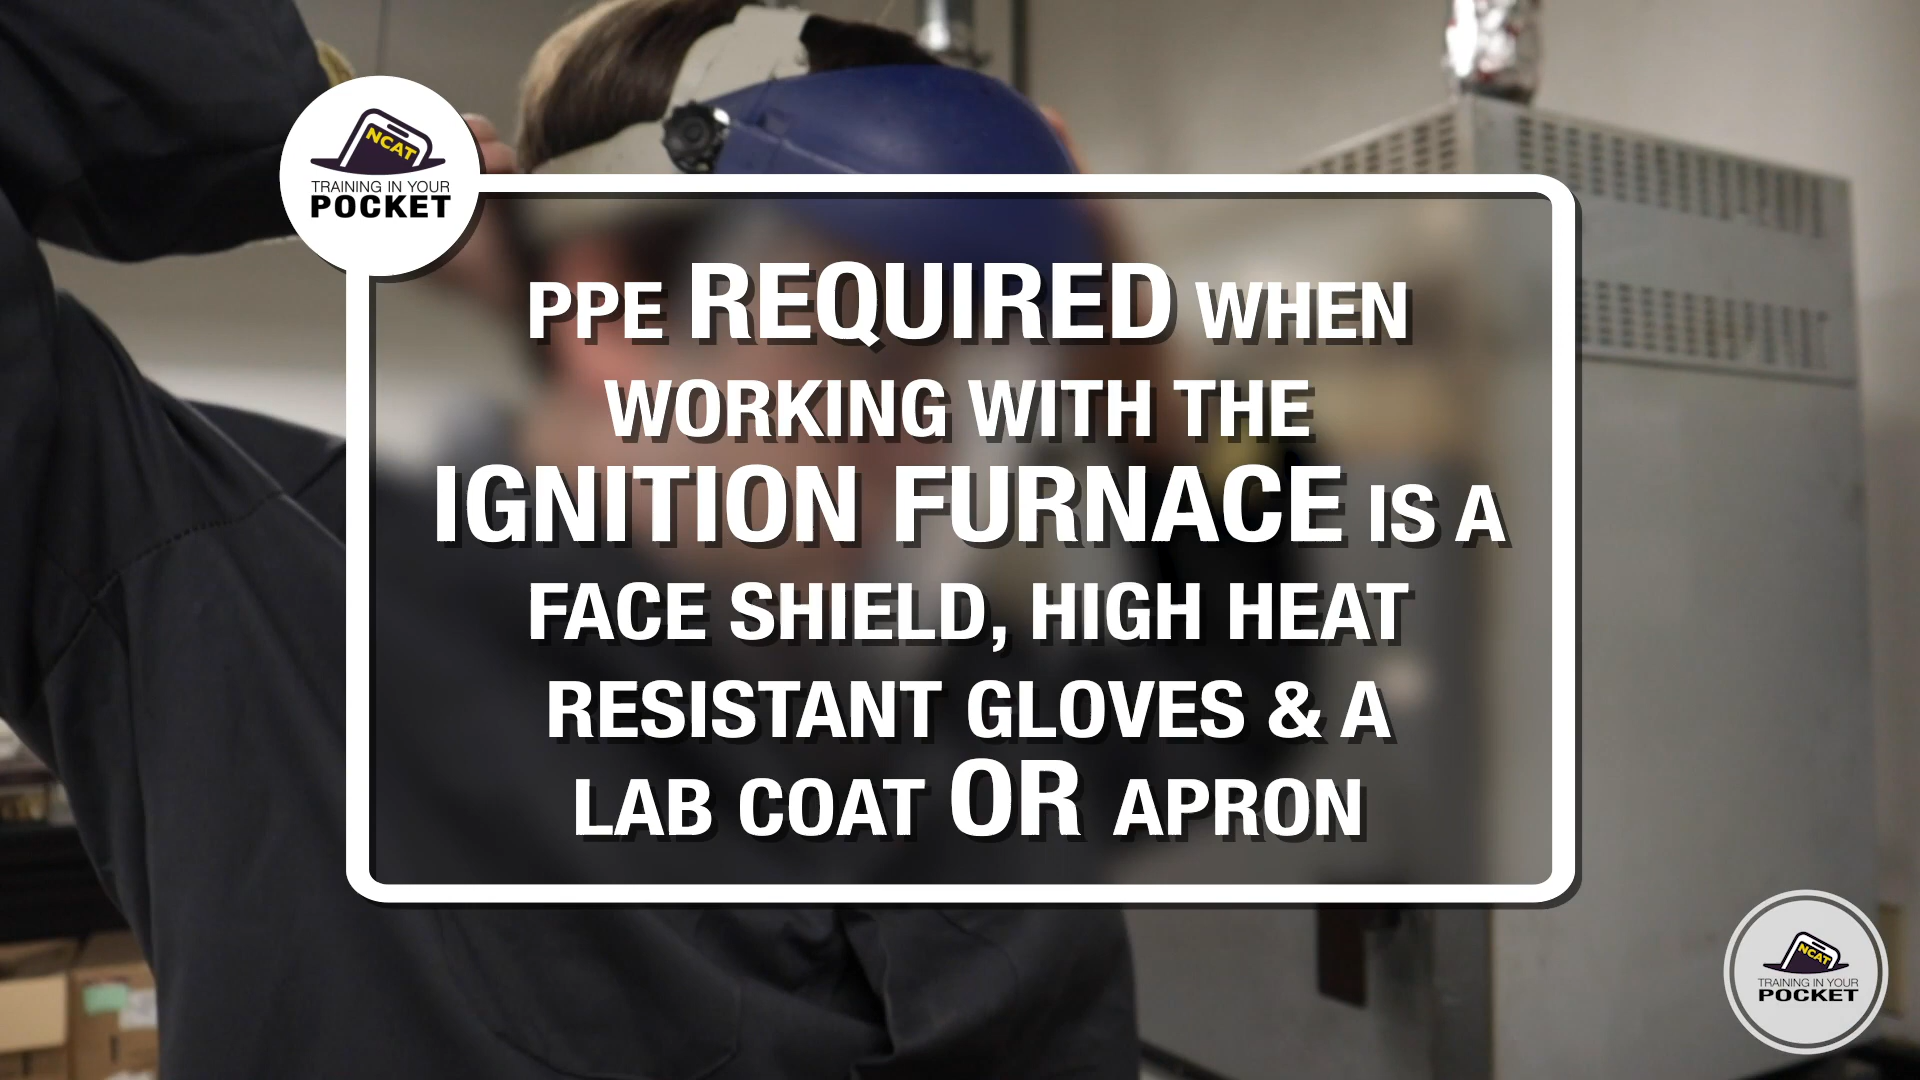 NCAT
TRAINING IN YOUR
POCKET
PPE REQUIRED WHEN
WORKING WITH THE
IGNITION FURNACE IS A
FACE SHIELD, HIGH HEAT
RESISTANT GLOVES & A
LAB COAT OR APRON
NCAT
TRAINING IN YOUR
POCKET